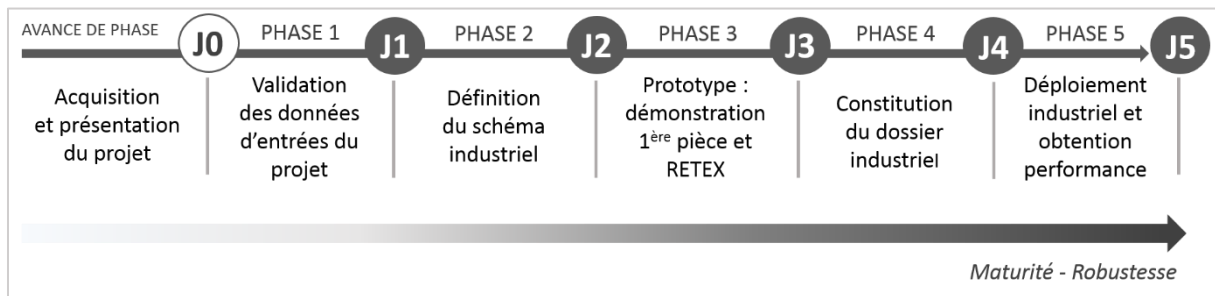 AVANCE DE PHASE
J0
PHASE 1
J1
PHASE 2
J2
PHASE 3
J3
PHASE 4
J4
PHASE 5
J5
Acquisition
et présentation
du projet
Validation
des données
d'entrées du
projet
Définition
du schéma
industriel
Prototype :
démonstration
1ère pièce et
RETEX
Constitution
du dossier
industriel
Déploiement
industriel et
obtention
performance
Maturité - Robustesse